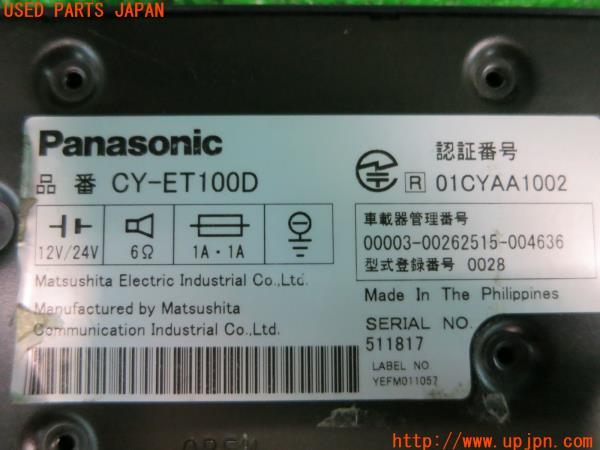 USED PARTS JAPAN
Panasonic
品 番 CY-ET100D
12V/24V 6Ω 1A・1A
Matsushita Electric Industrial Co.,Ltd.
Manufactured by Matsushita
Communication Industrial Co.,Ltd.
認証番号
R 01CYAA1002
車載器管理番号
00003-00262515-004636
型式登録番号 0028
Made In The Philippines
SERIAL NO.
511817
LABEL NO
YEFM011057
OPEN
http://www.upjpn.com/